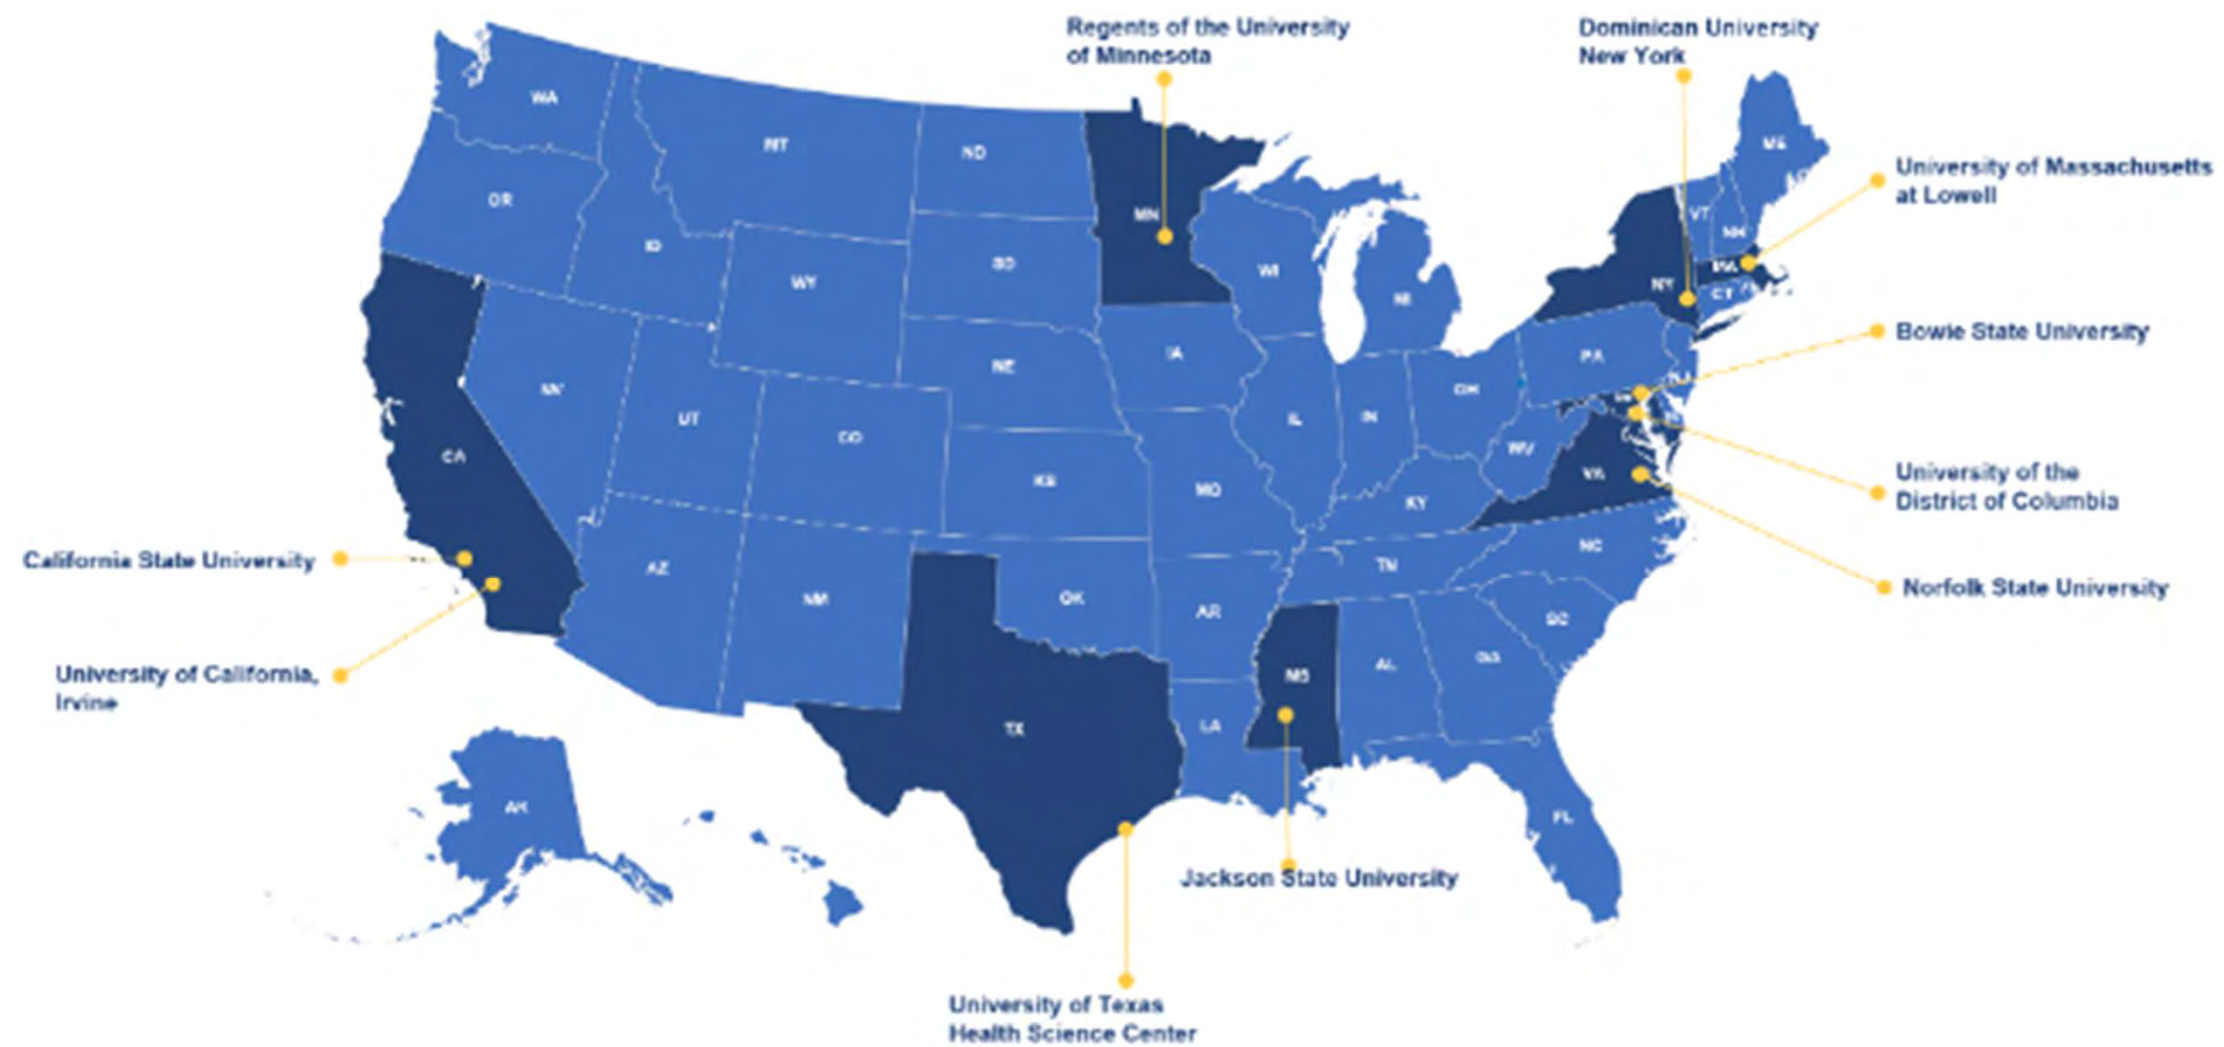 Regents of the University
of Minnesota
Dominican University
New York
University of Massachusetts
at Lowell
Bowie State University
University of the
District of Columbia
Norfolk State University
California State University
University of California,
Irvine
Jackson State University
University of Texas
Health Science Center
WA
MT
ND
MN
ME
OR
ID
WY
SD
WI
MI
VT
NH
NY
MA
CT
NV
UT
CO
NE
IA
IL
IN
OH
PA
NJ
CA
KS
MO
KY
WV
VA
AZ
NM
OK
AR
TN
NC
SC
TX
LA
MS
AL
GA
FL
AK